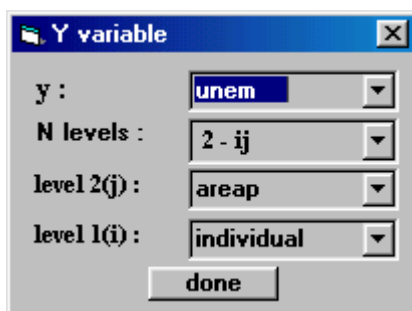 Y variable
y : unem
N levels : 2 - ij
level 2(j) : areap
level 1(i) : individual
done